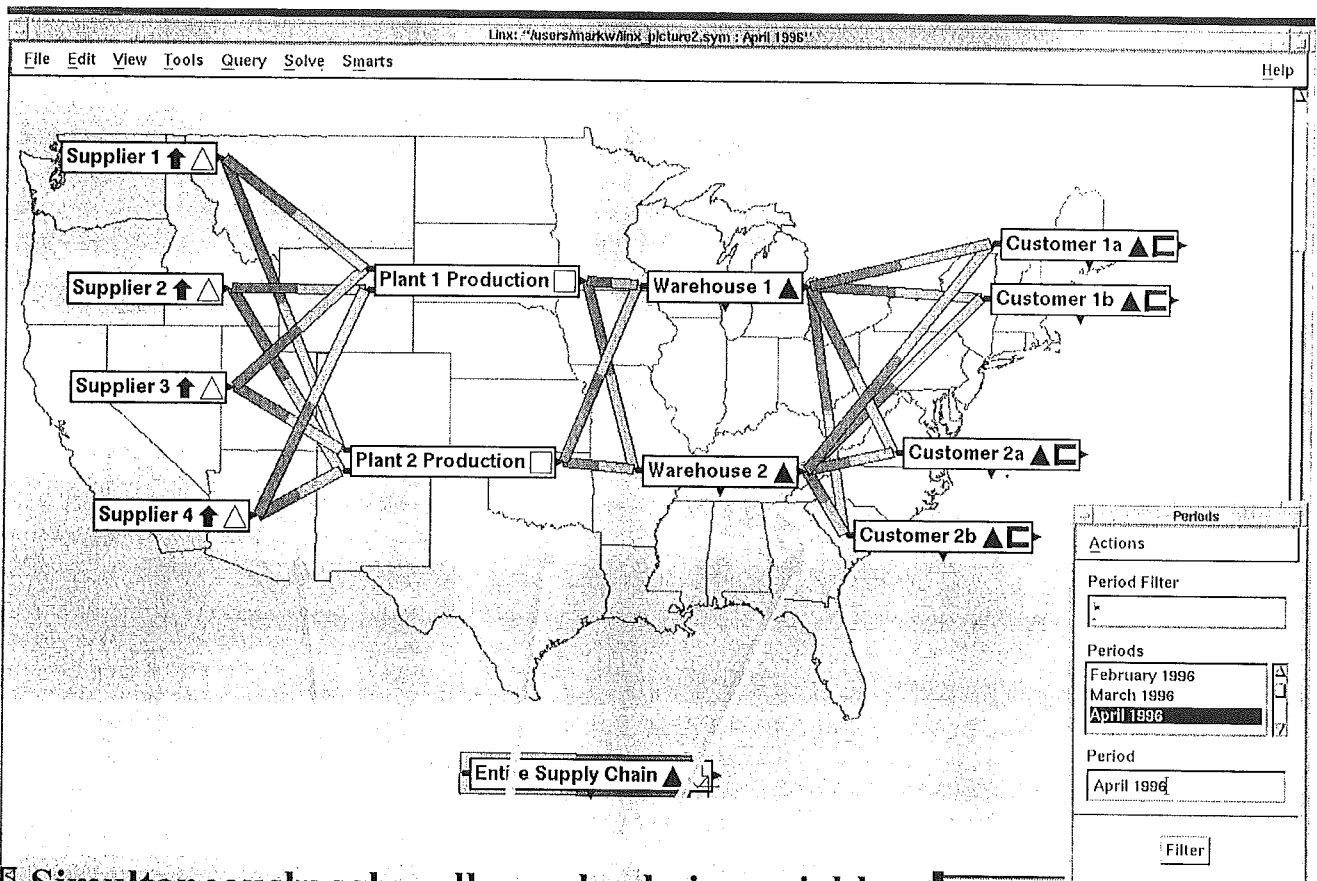 Linx: "/users/markw/linx_picture2.sym : April 1996"
File Edit View Tools Query Solve Smarts Help
Supplier 1
Supplier 2
Supplier 3
Supplier 4
Plant 1 Production
Plant 2 Production
Warehouse 1
Warehouse 2
Customer 1a
Customer 1b
Customer 2a
Customer 2b
Entire Supply Chain
Periods
Actions
Period Filter
*
Periods
February 1996
March 1996
April 1996
Period
April 1996
Filter
Simultaneously